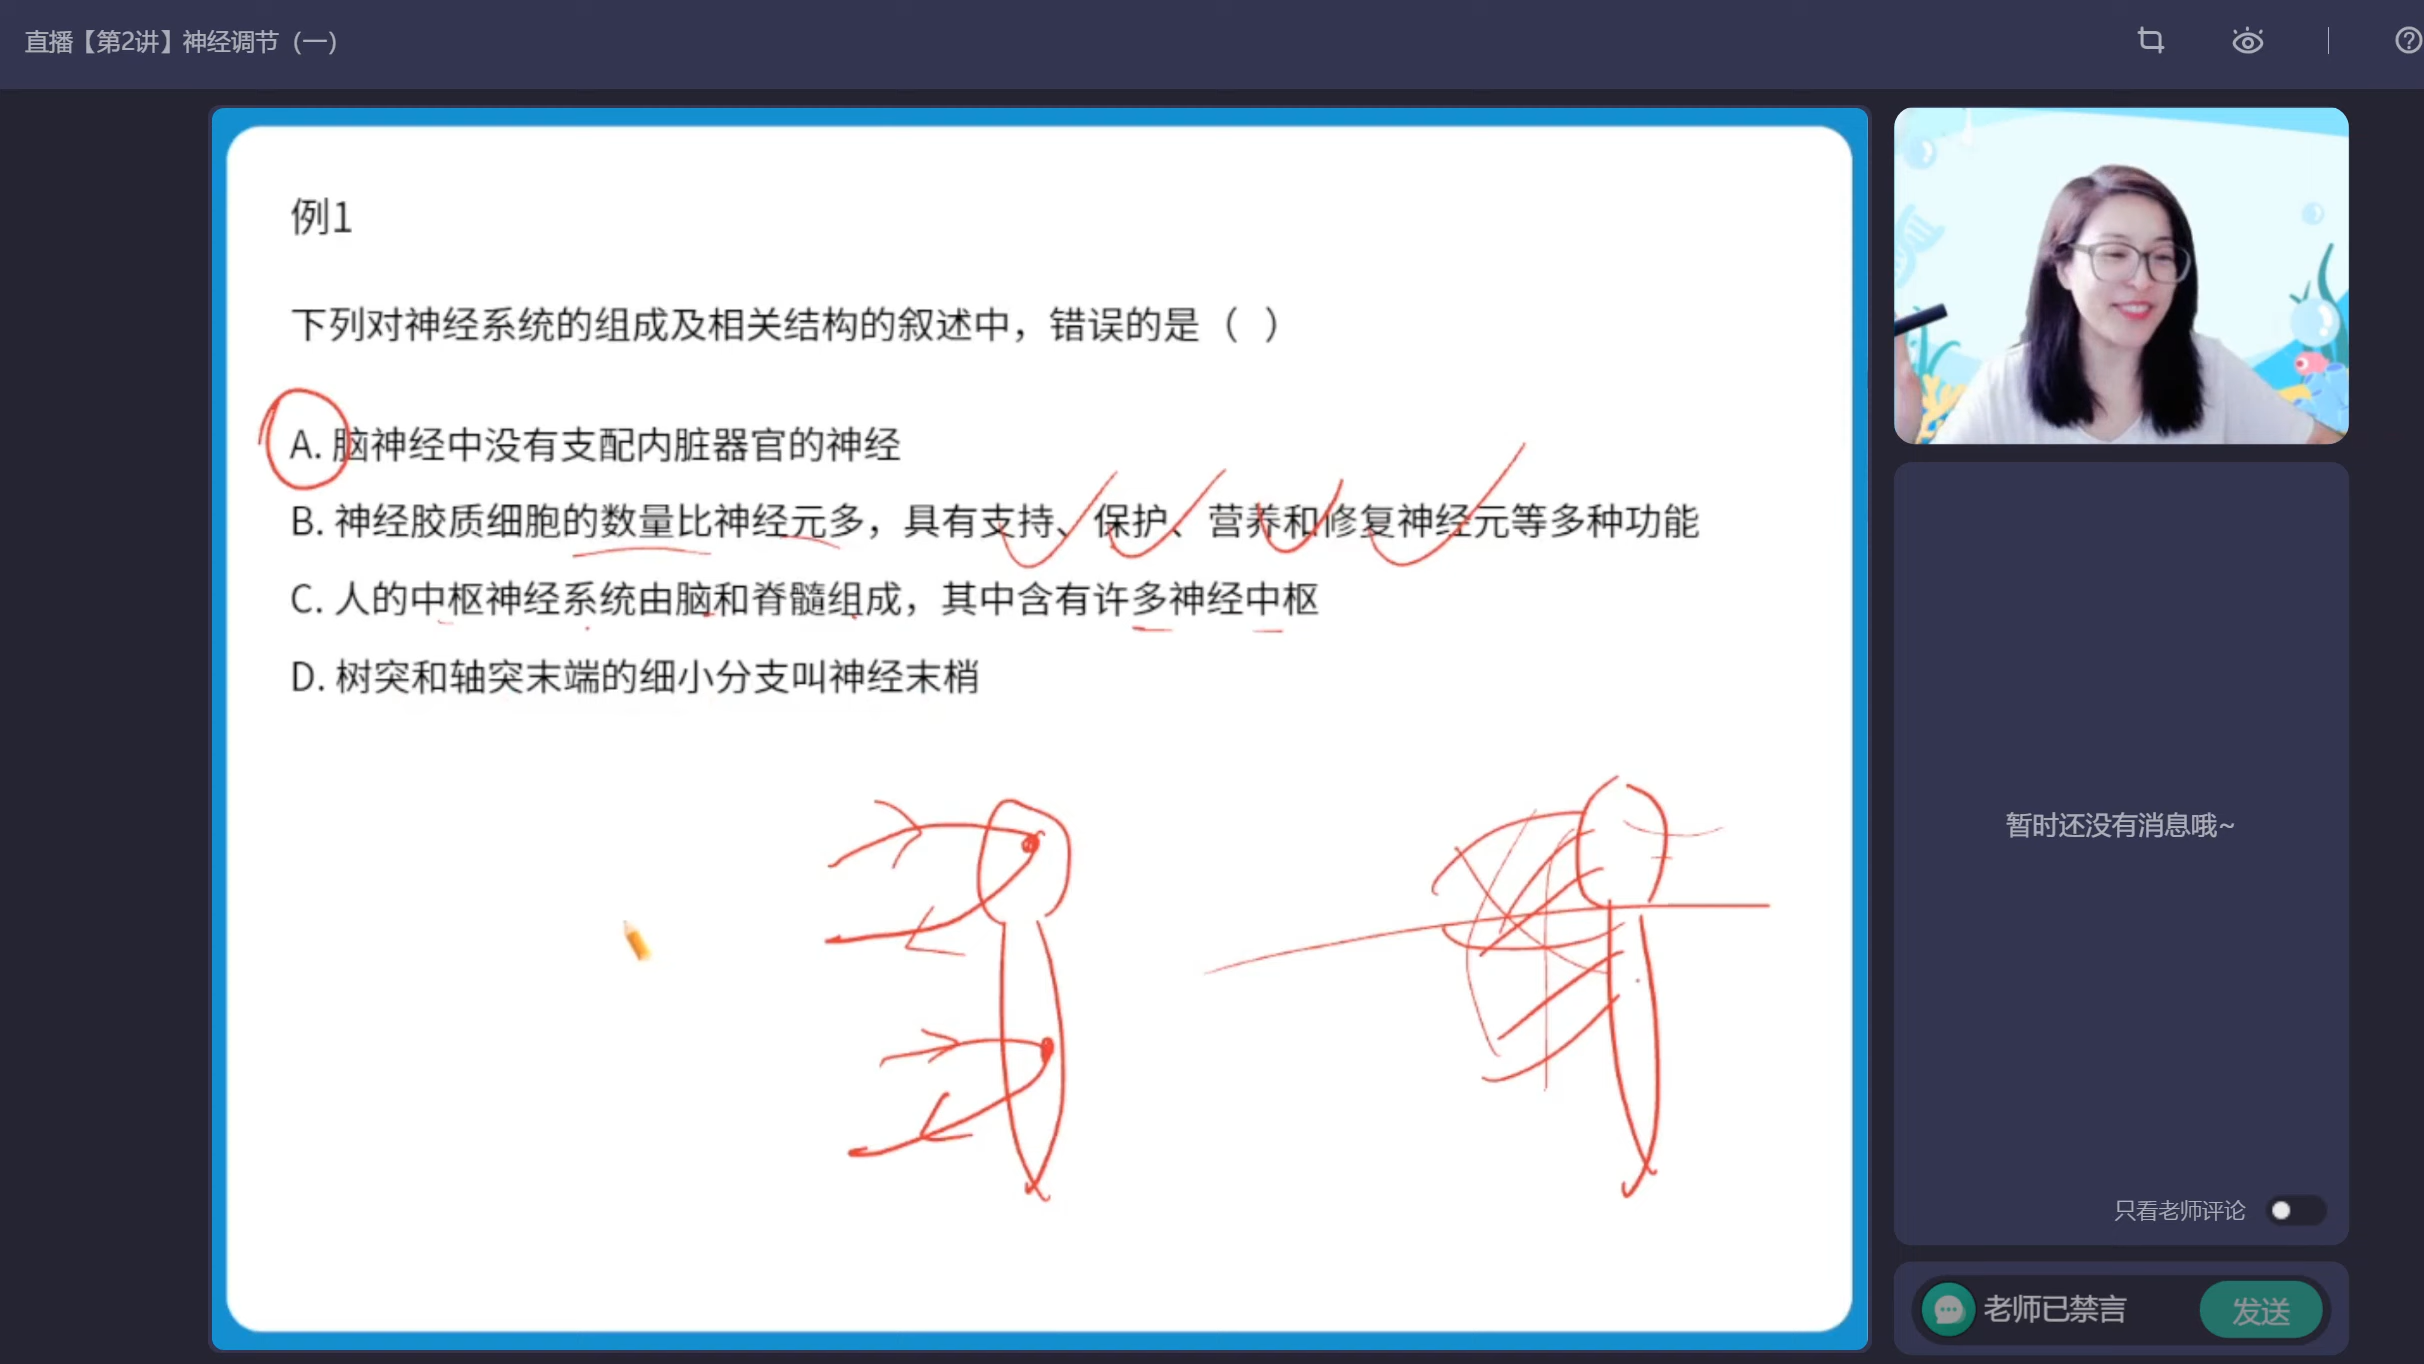 直播【第2讲】神经调节（一）
例1
下列对神经系统的组成及相关结构的叙述中，错误的是（ ）
A. 脑神经中没有支配内脏器官的神经
B. 神经胶质细胞的数量比神经元多，具有支持、保护、营养和修复神经元等多种功能
C. 人的中枢神经系统由脑和脊髓组成，其中含有许多神经中枢
D. 树突和轴突末端的细小分支叫神经末梢
暂时还没有消息哦~
只看老师评论
老师已禁言
发送